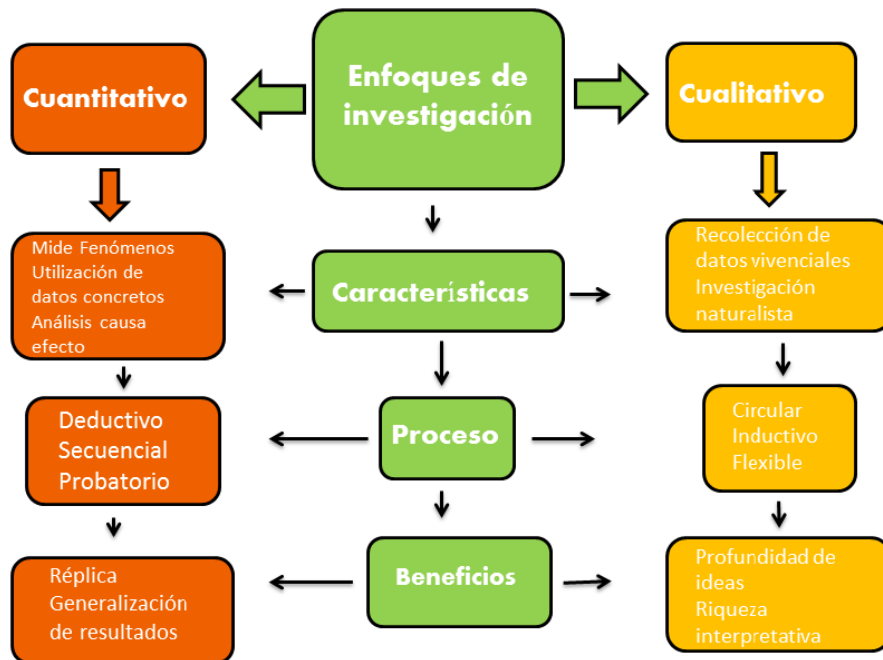 Enfoques de
investigación
Cuantitativo
Cualitativo
Mide Fenómenos
Utilización de
datos concretos
Análisis causa
efecto
Características
Recolección de
datos vivenciales
Investigación
naturalista
Deductivo
Secuencial
Probatorio
Proceso
Circular
Inductivo
Flexible
Réplica
Generalización
de resultados
Beneficios
Profundidad de
ideas
Riqueza
interpretativa